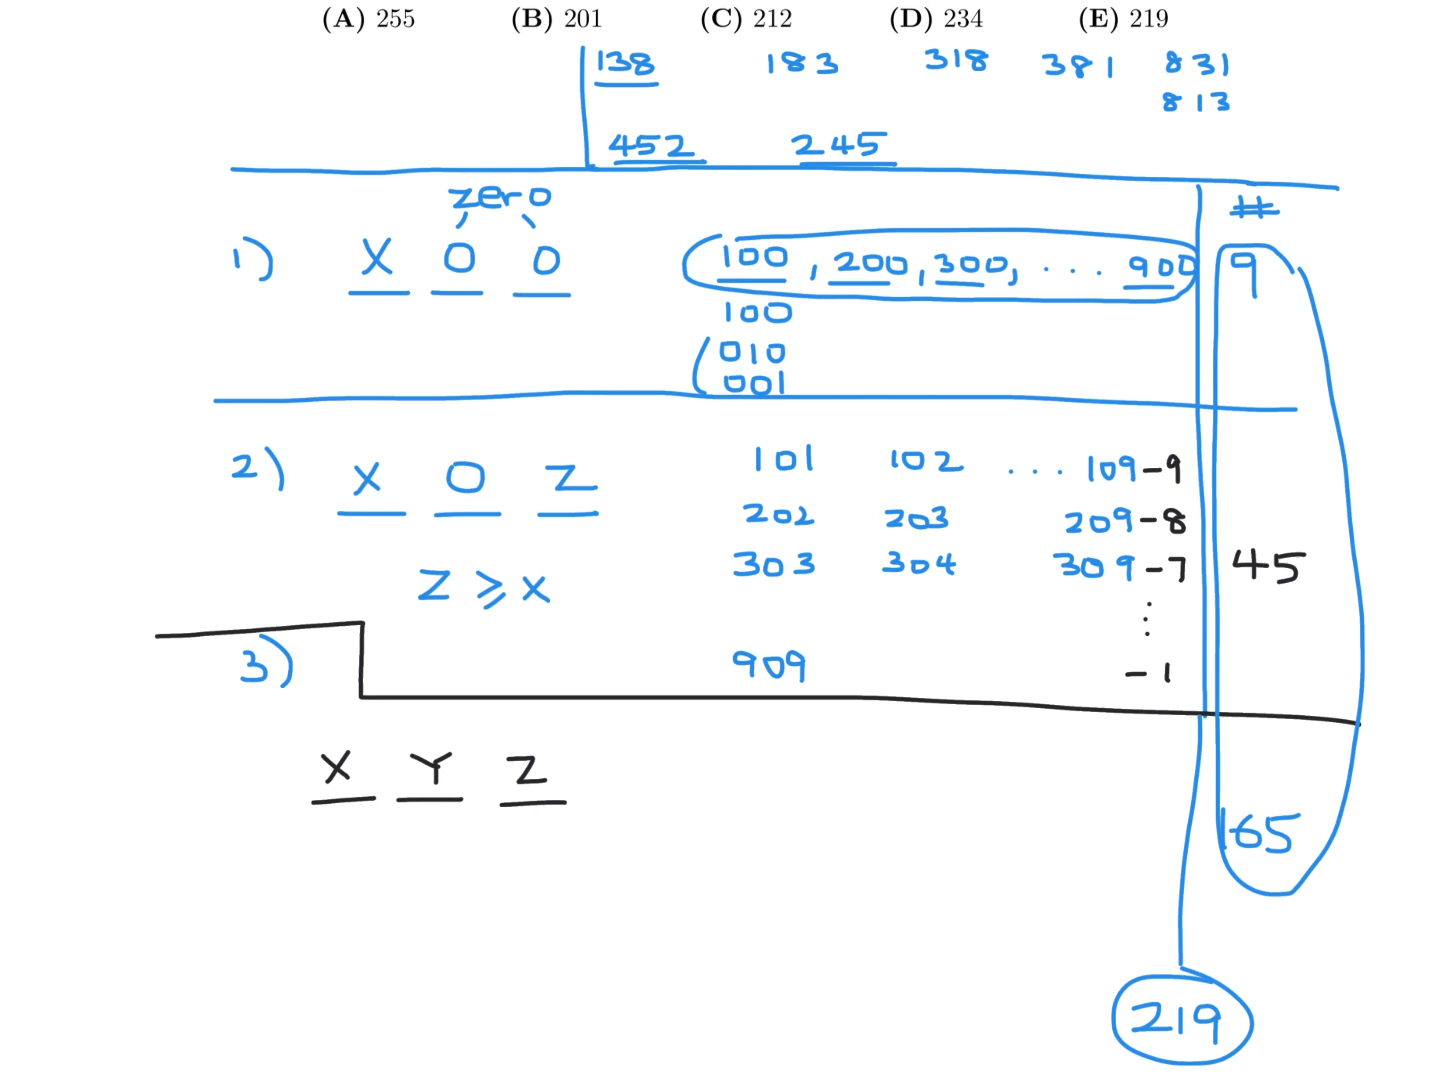 (A) 255 (B) 201 (C) 212 (D) 234 (E) 219
138 183 318 381 831
813
452 245
zero #
1) X 0 0 100, 200, 300, ... 900 9
100
010
001
2) X 0 Z 101 102 ... 109-9
202 203 209-8
Z ⩾ X 303 304 309-7 45
⋮
3) 909 -1
X Y Z
165
219